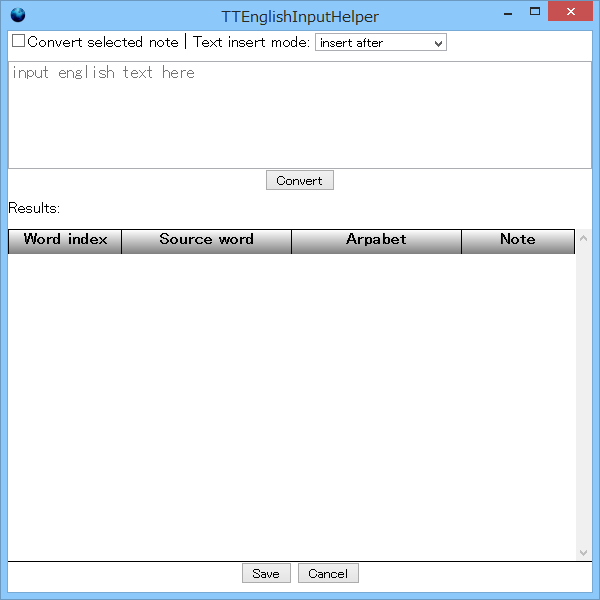 TTEnglishInputHelper
Convert selected note | Text insert mode: insert after
input english text here
Convert
Results:
Word index Source word Arpabet Note
Save Cancel